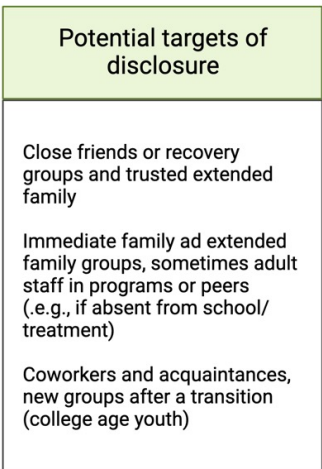 Potential targets of
disclosure
Close friends or recovery
groups and trusted extended
family
Immediate family ad extended
family groups, sometimes adult
staff in programs or peers
(.e.g., if absent from school/
treatment)
Coworkers and acquaintances,
new groups after a transition
(college age youth)